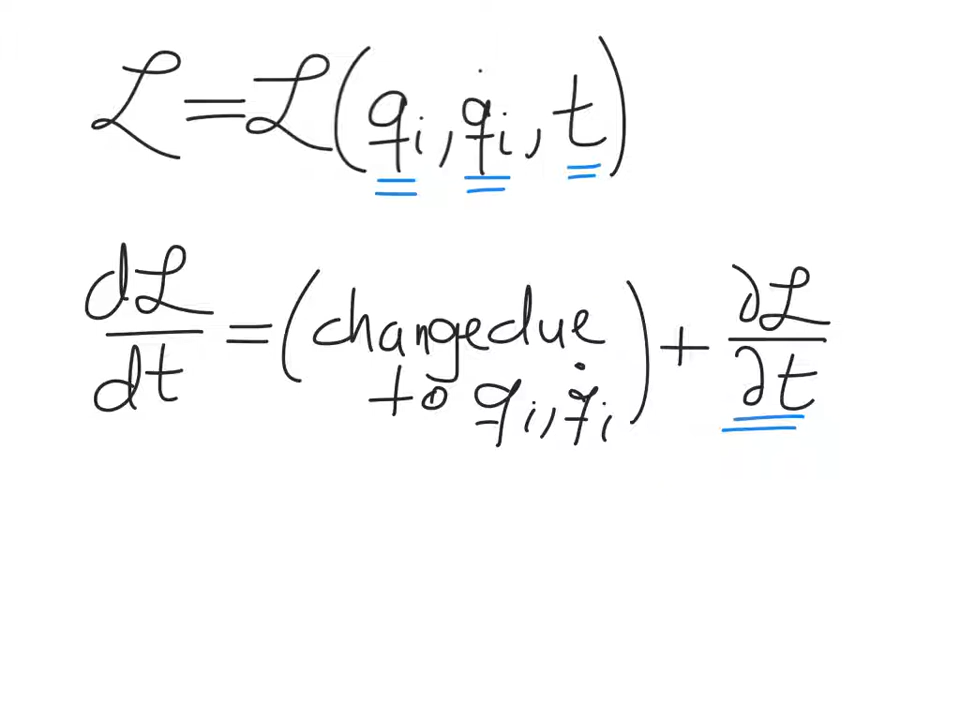 ℒ = ℒ(qᵢ, q̇ᵢ, t)
dℒ/dt = (change due to qᵢ, q̇ᵢ) + ∂ℒ/∂t